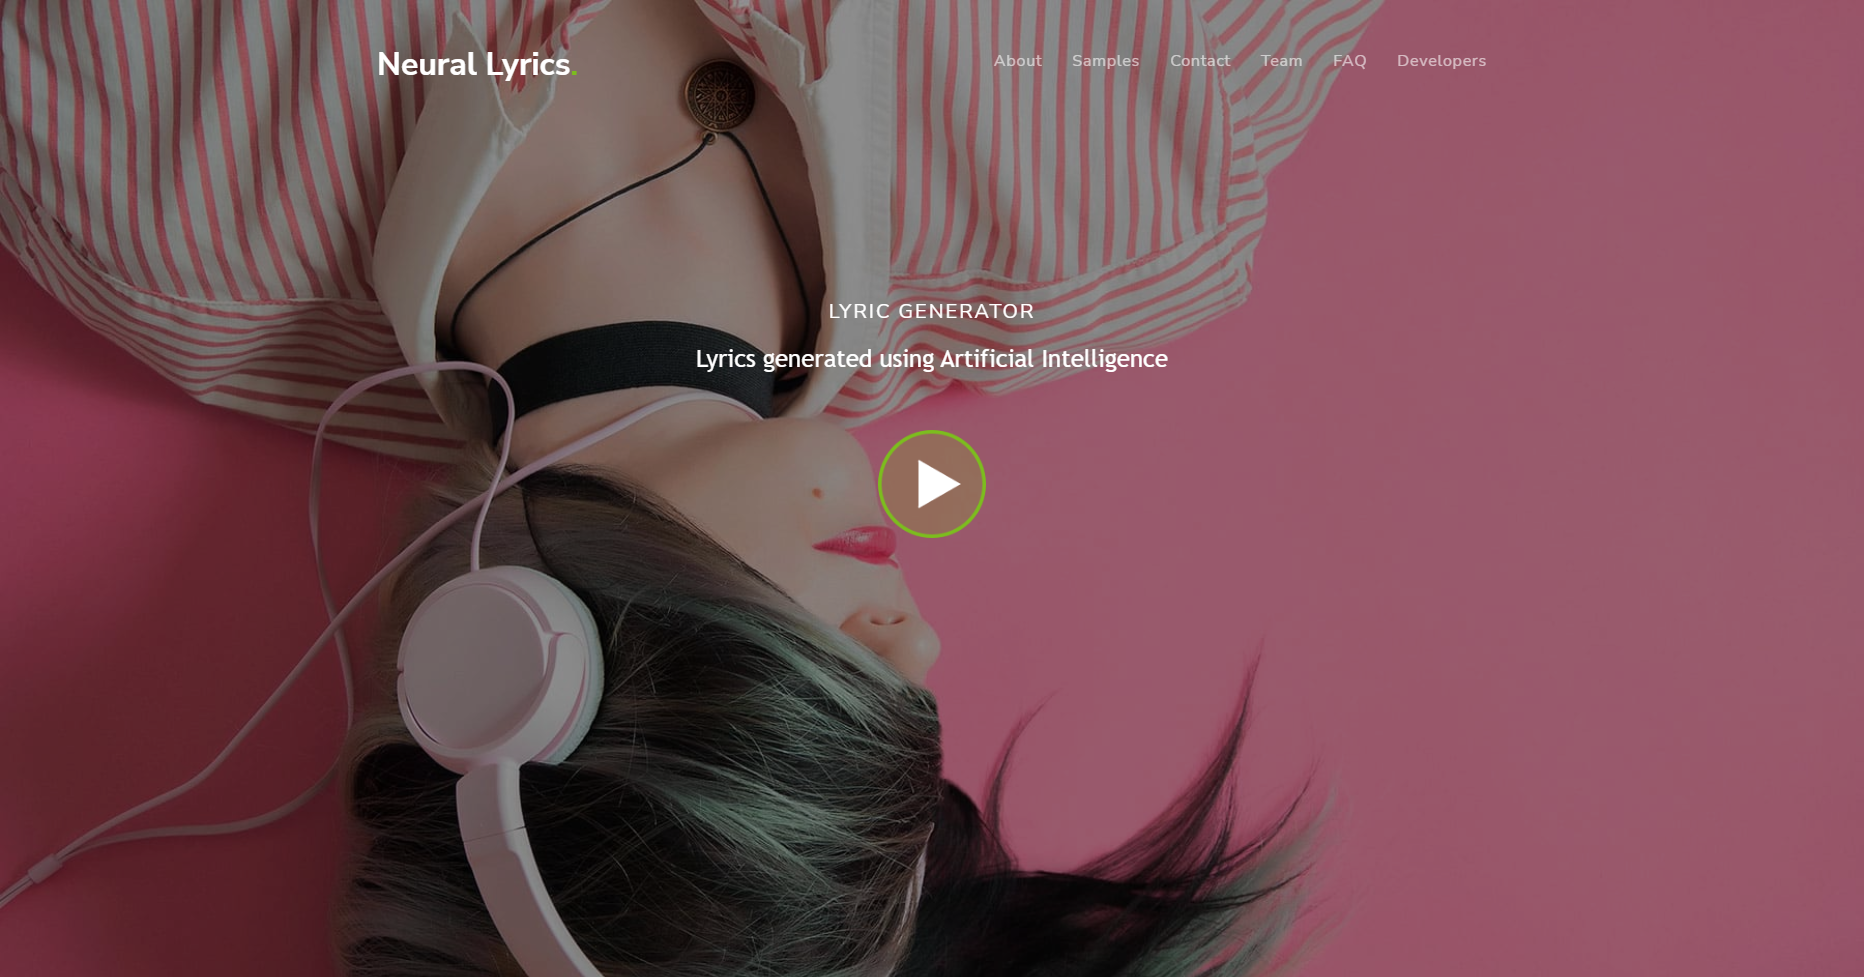 Neural Lyrics.
About Samples Contact Team FAQ Developers
LYRIC GENERATOR
Lyrics generated using Artificial Intelligence